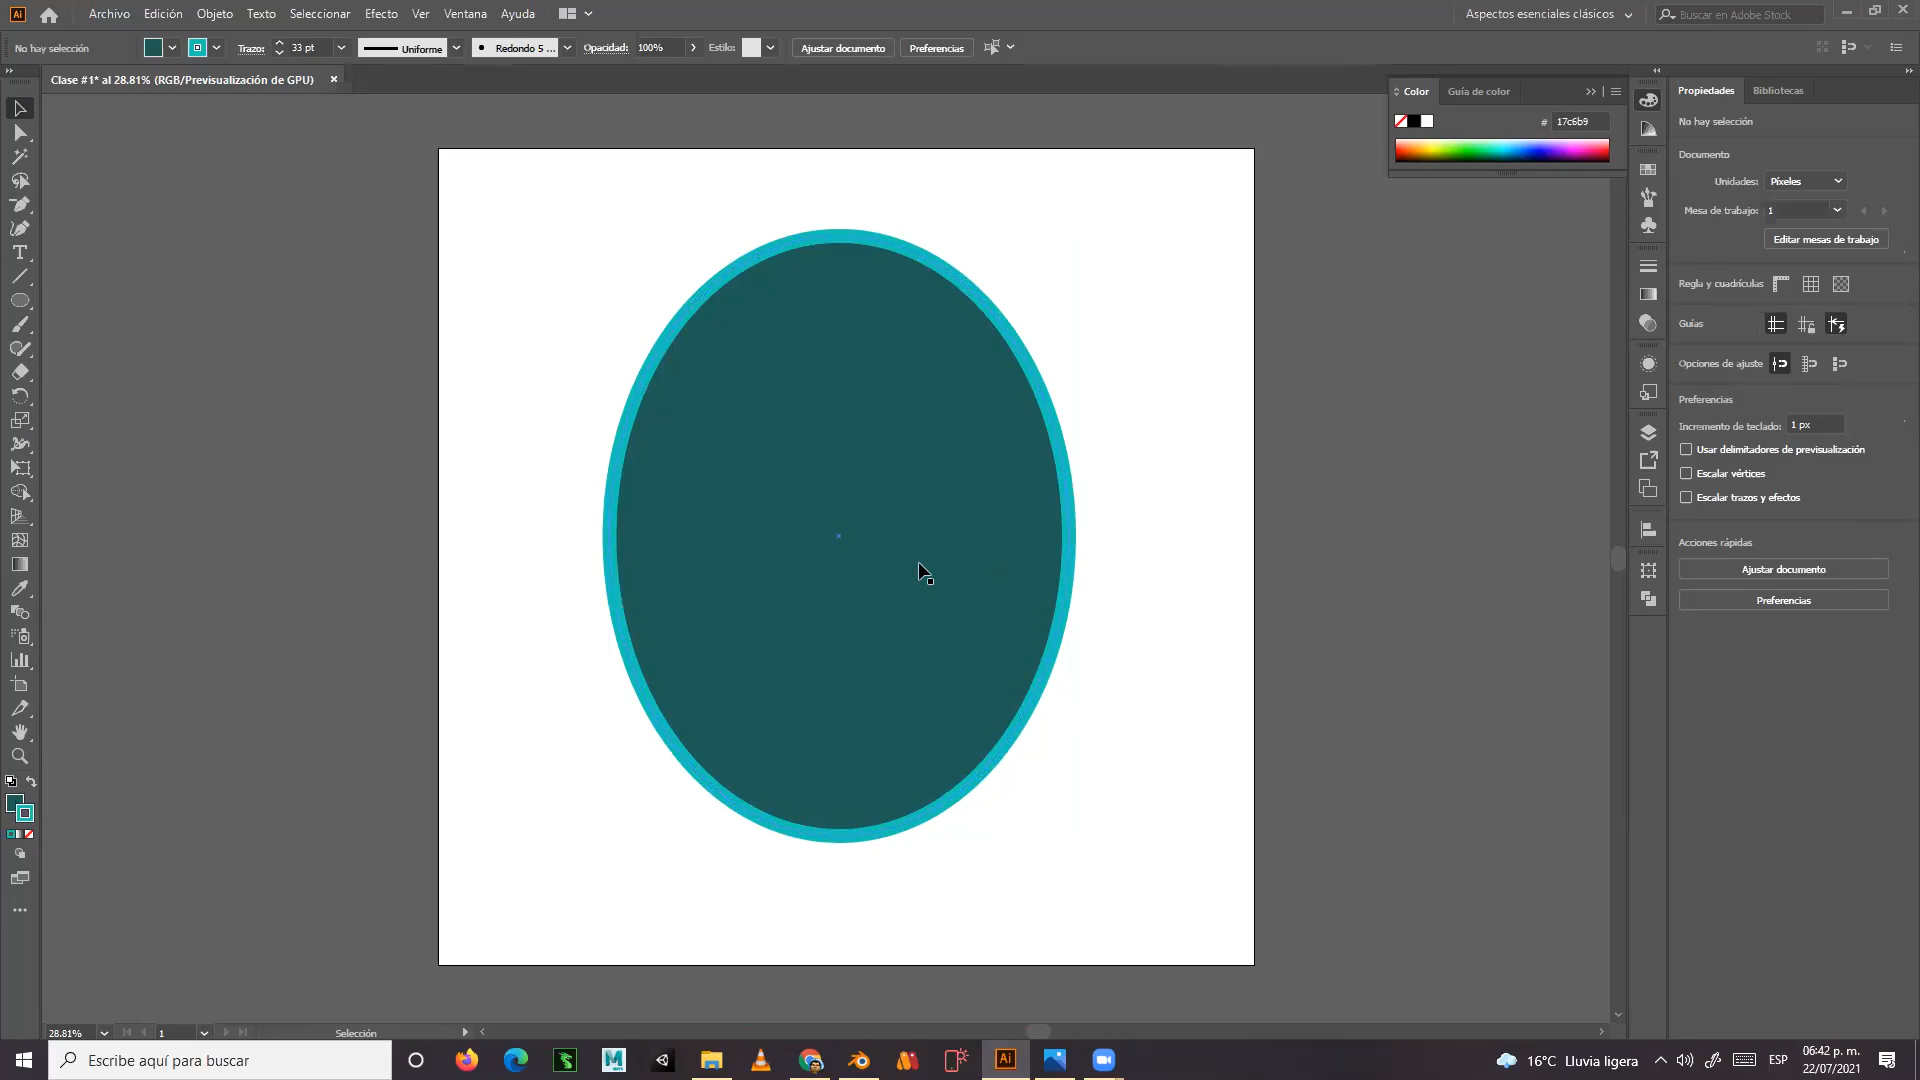 Ai Archivo Edición Objeto Texto Seleccionar Efecto Ver Ventana Ayuda Aspectos esenciales clásicos Buscar en Adobe Stock
No hay selección Trazo: 33 pt Uniforme Redondo 5 ... Opacidad: 100% Estilo: Ajustar documento Preferencias
Clase #1* al 28.81% (RGB/Previsualización de GPU)
Color Guía de color
# 17c6b9
Propiedades Bibliotecas
No hay selección
Documento
Unidades: Píxeles
Mesa de trabajo: 1
Editar mesas de trabajo
Regla y cuadrículas
Guías
Opciones de ajuste
Preferencias
Incremento de teclado: 1 px
Usar delimitadores de previsualización
Escalar vértices
Escalar trazos y efectos
Acciones rápidas
Ajustar documento
Preferencias
28.81% 1 Selección
Escribe aquí para buscar
M
Ai
16°C Lluvia ligera
ESP
06:42 p. m.
22/07/2021